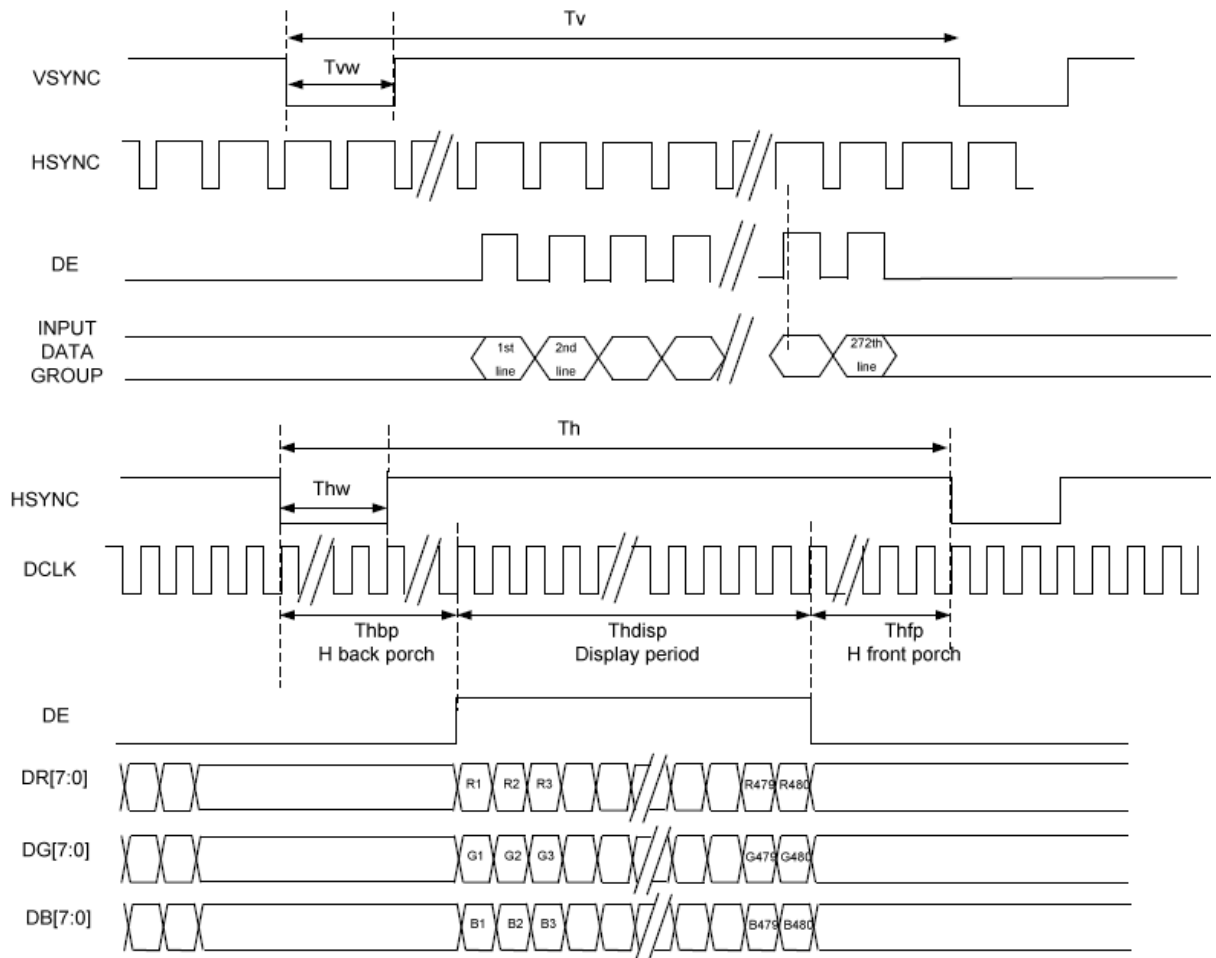 Tv
VSYNC
Tvw
HSYNC
DE
INPUT
DATA
GROUP
1st
line
2nd
line
272th
line
Th
HSYNC
Thw
DCLK
Thbp
H back porch
Thdisp
Display period
Thfp
H front porch
DE
DR[7:0]
R1
R2
R3
R479
R480
DG[7:0]
G1
G2
G3
G479
G480
DB[7:0]
B1
B2
B3
B479
B480